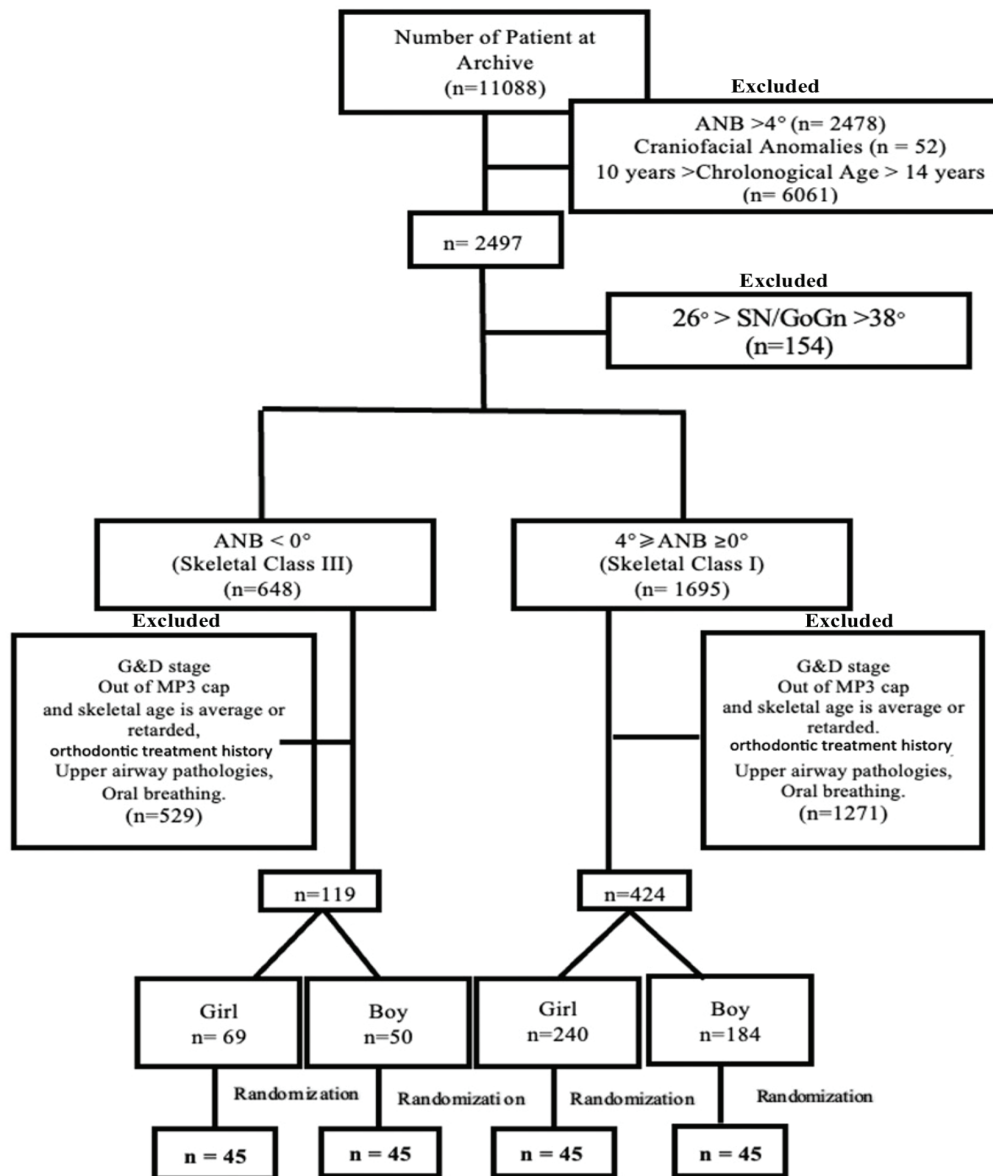 Number of Patient at
Archive
(n=11088)
Excluded
ANB >4° (n= 2478)
Craniofacial Anomalies (n = 52)
10 years >Chrolonogical Age > 14 years
(n= 6061)
n= 2497
Excluded
26° > SN/GoGn >38°
(n=154)
ANB < 0°
(Skeletal Class III)
(n=648)
4° ⩾ ANB ≥0°
(Skeletal Class I)
(n= 1695)
Excluded
G&D stage
Out of MP3 cap
and skeletal age is average or
retarded,
orthodontic treatment history
Upper airway pathologies,
Oral breathing.
(n=529)
Excluded
G&D stage
Out of MP3 cap
and skeletal age is average or
retarded.
orthodontic treatment history
Upper airway pathologies,
Oral breathing.
(n=1271)
n=119
n=424
Girl
n= 69
Boy
n=50
Girl
n=240
Boy
n=184
Randomization
Randomization
Randomization
Randomization
n = 45
n = 45
n = 45
n = 45